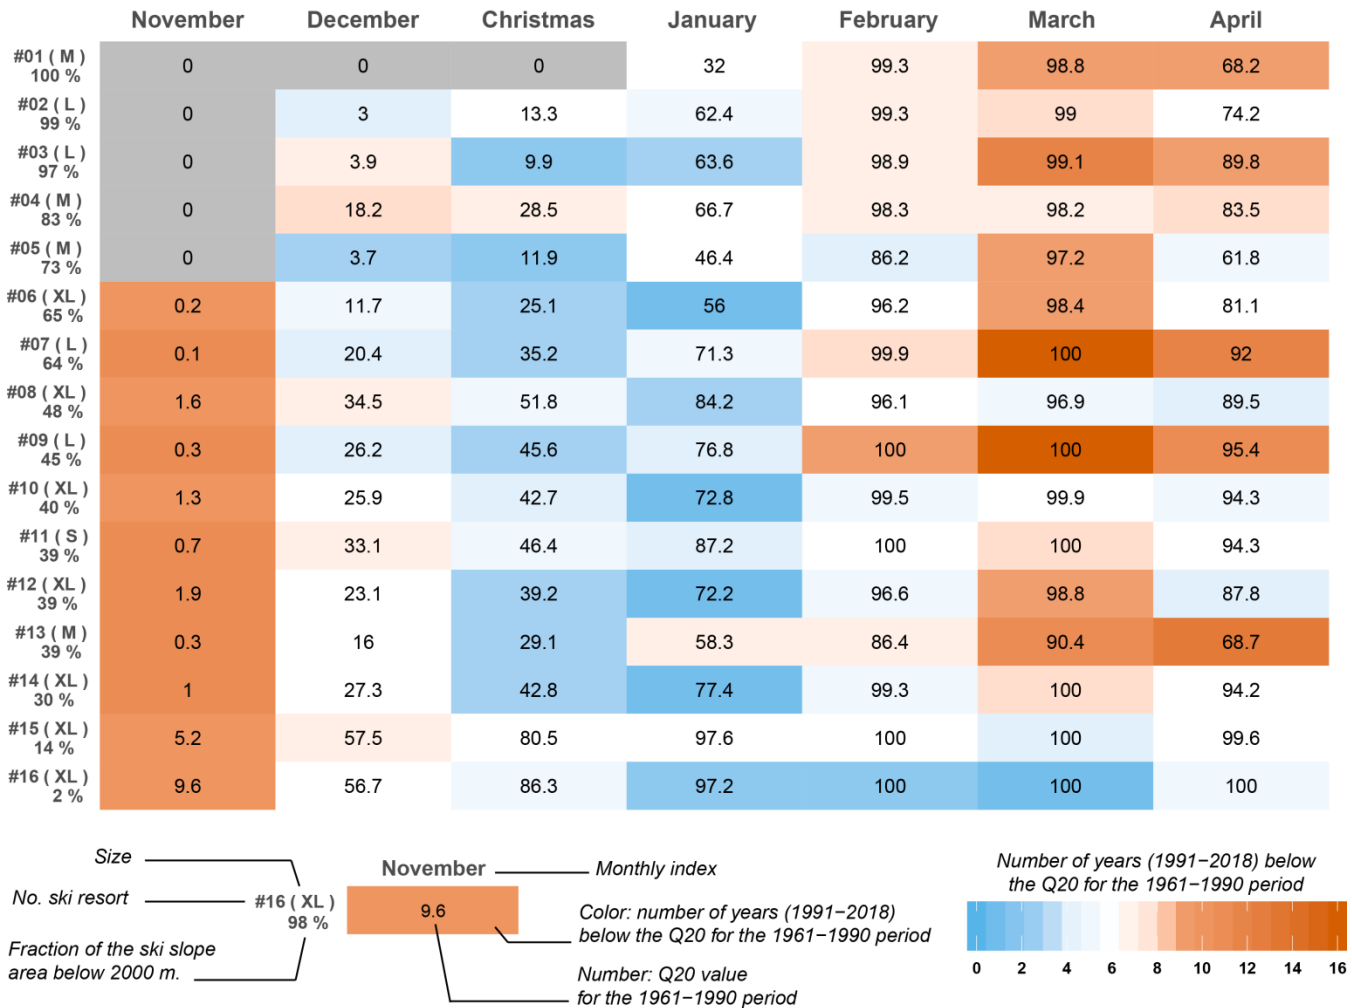 November December Christmas January February March April
#01 ( M ) 100 % 0 0 0 32 99.3 98.8 68.2
#02 ( L ) 99 % 0 3 13.3 62.4 99.3 99 74.2
#03 ( L ) 97 % 0 3.9 9.9 63.6 98.9 99.1 89.8
#04 ( M ) 83 % 0 18.2 28.5 66.7 98.3 98.2 83.5
#05 ( M ) 73 % 0 3.7 11.9 46.4 86.2 97.2 61.8
#06 ( XL ) 65 % 0.2 11.7 25.1 56 96.2 98.4 81.1
#07 ( L ) 64 % 0.1 20.4 35.2 71.3 99.9 100 92
#08 ( XL ) 48 % 1.6 34.5 51.8 84.2 96.1 96.9 89.5
#09 ( L ) 45 % 0.3 26.2 45.6 76.8 100 100 95.4
#10 ( XL ) 40 % 1.3 25.9 42.7 72.8 99.5 99.9 94.3
#11 ( S ) 39 % 0.7 33.1 46.4 87.2 100 100 94.3
#12 ( XL ) 39 % 1.9 23.1 39.2 72.2 96.6 98.8 87.8
#13 ( M ) 39 % 0.3 16 29.1 58.3 86.4 90.4 68.7
#14 ( XL ) 30 % 1 27.3 42.8 77.4 99.3 100 94.2
#15 ( XL ) 14 % 5.2 57.5 80.5 97.6 100 100 99.6
#16 ( XL ) 2 % 9.6 56.7 86.3 97.2 100 100 100
Size
No. ski resort
Fraction of the ski slope
area below 2000 m.
#16 ( XL )
98 %
November
9.6
Monthly index
Color: number of years (1991−2018)
below the Q20 for the 1961−1990 period
Number: Q20 value
for the 1961−1990 period
Number of years (1991−2018) below
the Q20 for the 1961−1990 period
0 2 4 6 8 10 12 14 16